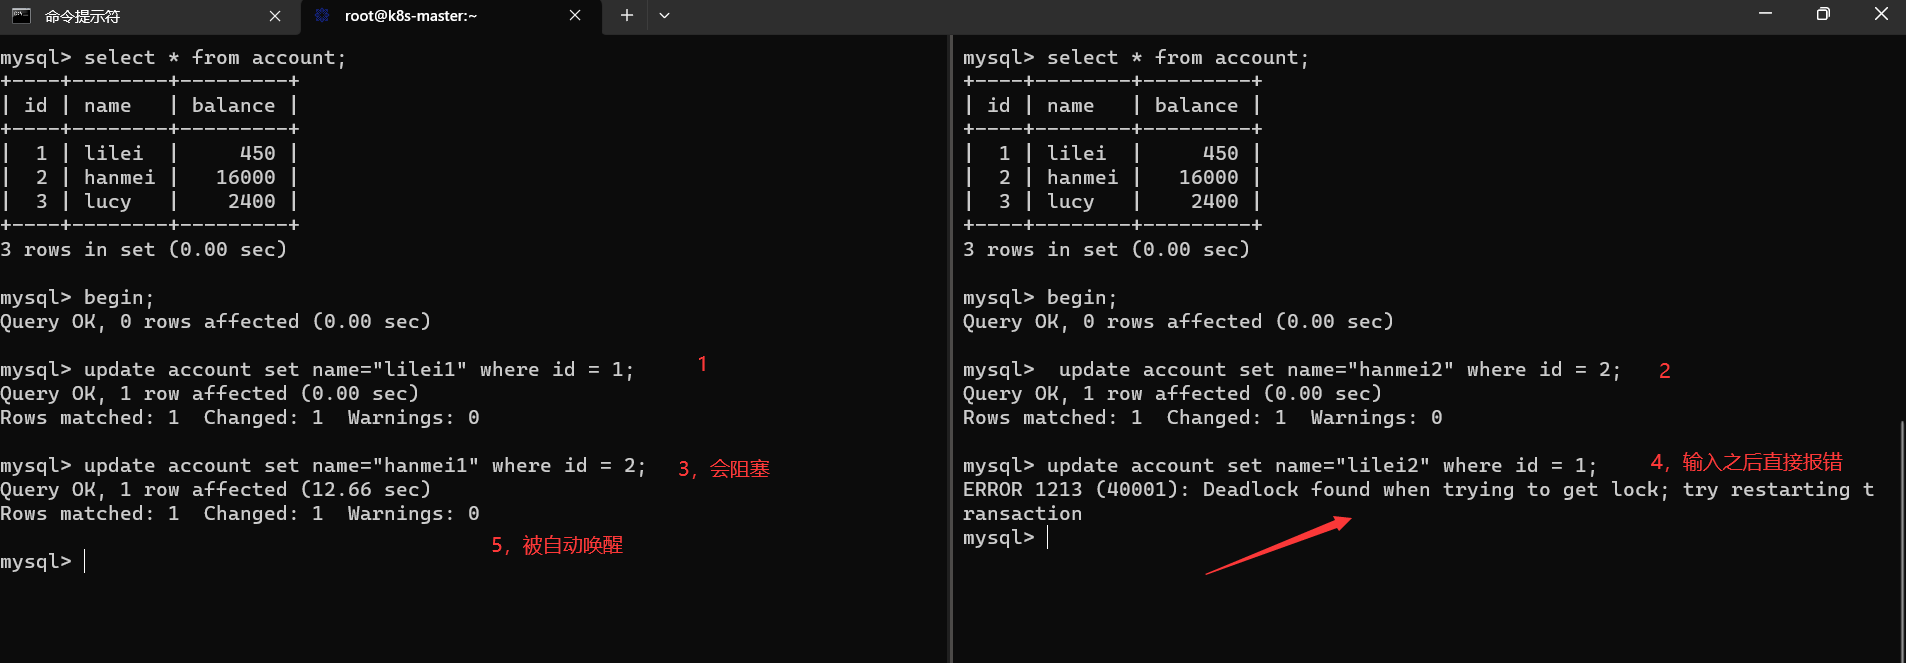 命令提示符
root@k8s-master:~
mysql> select * from account;
+----+--------+---------+
| id | name   | balance |
+----+--------+---------+
|  1 | lilei  |     450 |
|  2 | hanmei |   16000 |
|  3 | lucy   |    2400 |
+----+--------+---------+
3 rows in set (0.00 sec)
mysql> begin;
Query OK, 0 rows affected (0.00 sec)
mysql> update account set name="lilei1" where id = 1;
1
Query OK, 1 row affected (0.00 sec)
Rows matched: 1  Changed: 1  Warnings: 0
mysql> update account set name="hanmei1" where id = 2;
3，会阻塞
Query OK, 1 row affected (12.66 sec)
Rows matched: 1  Changed: 1  Warnings: 0
5，被自动唤醒
mysql>
mysql> select * from account;
+----+--------+---------+
| id | name   | balance |
+----+--------+---------+
|  1 | lilei  |     450 |
|  2 | hanmei |   16000 |
|  3 | lucy   |    2400 |
+----+--------+---------+
3 rows in set (0.00 sec)
mysql> begin;
Query OK, 0 rows affected (0.00 sec)
mysql>  update account set name="hanmei2" where id = 2;
2
Query OK, 1 row affected (0.00 sec)
Rows matched: 1  Changed: 1  Warnings: 0
mysql> update account set name="lilei2" where id = 1;
4，输入之后直接报错
ERROR 1213 (40001): Deadlock found when trying to get lock; try restarting t
ransaction
mysql>